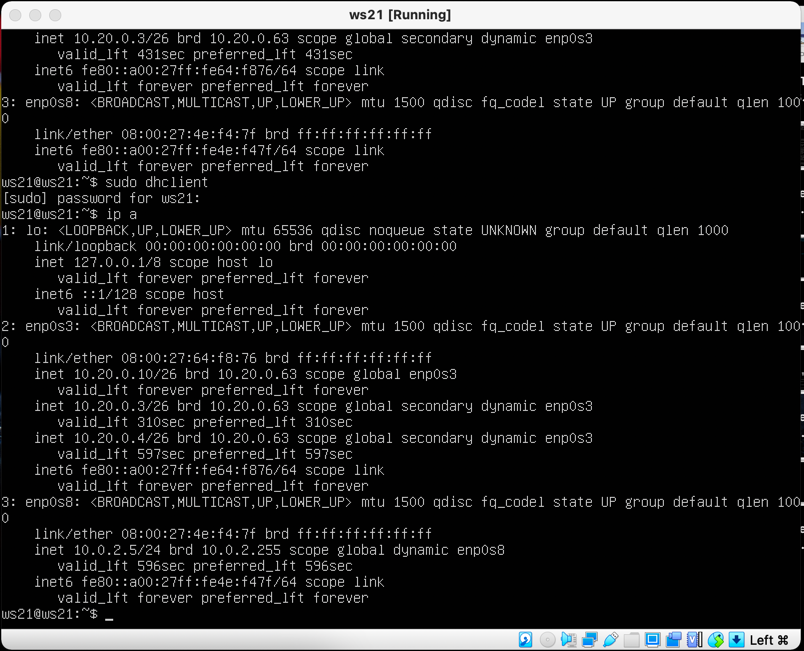 ws21 [Running]
inet 10.20.0.3/26 brd 10.20.0.63 scope global secondary dynamic enp0s3
valid_lft 431sec preferred_lft 431sec
inet6 fe80::a00:27ff:fe64:f876/64 scope link
valid_lft forever preferred_lft forever
3: enp0s8: <BROADCAST,MULTICAST,UP,LOWER_UP> mtu 1500 qdisc fq_codel state UP group default qlen 100
0
link/ether 08:00:27:4e:f4:7f brd ff:ff:ff:ff:ff:ff
inet6 fe80::a00:27ff:fe4e:f47f/64 scope link
valid_lft forever preferred_lft forever
ws21@ws21:~$ sudo dhclient
[sudo] password for ws21:
ws21@ws21:~$ ip a
1: lo: <LOOPBACK,UP,LOWER_UP> mtu 65536 qdisc noqueue state UNKNOWN group default qlen 1000
link/loopback 00:00:00:00:00:00 brd 00:00:00:00:00:00
inet 127.0.0.1/8 scope host lo
valid_lft forever preferred_lft forever
inet6 ::1/128 scope host
valid_lft forever preferred_lft forever
2: enp0s3: <BROADCAST,MULTICAST,UP,LOWER_UP> mtu 1500 qdisc fq_codel state UP group default qlen 100
0
link/ether 08:00:27:64:f8:76 brd ff:ff:ff:ff:ff:ff
inet 10.20.0.10/26 brd 10.20.0.63 scope global enp0s3
valid_lft forever preferred_lft forever
inet 10.20.0.3/26 brd 10.20.0.63 scope global secondary dynamic enp0s3
valid_lft 310sec preferred_lft 310sec
inet 10.20.0.4/26 brd 10.20.0.63 scope global secondary dynamic enp0s3
valid_lft 597sec preferred_lft 597sec
inet6 fe80::a00:27ff:fe64:f876/64 scope link
valid_lft forever preferred_lft forever
3: enp0s8: <BROADCAST,MULTICAST,UP,LOWER_UP> mtu 1500 qdisc fq_codel state UP group default qlen 100
0
link/ether 08:00:27:4e:f4:7f brd ff:ff:ff:ff:ff:ff
inet 10.0.2.5/24 brd 10.0.2.255 scope global dynamic enp0s8
valid_lft 596sec preferred_lft 596sec
inet6 fe80::a00:27ff:fe4e:f47f/64 scope link
valid_lft forever preferred_lft forever
ws21@ws21:~$ _
Left ⌘